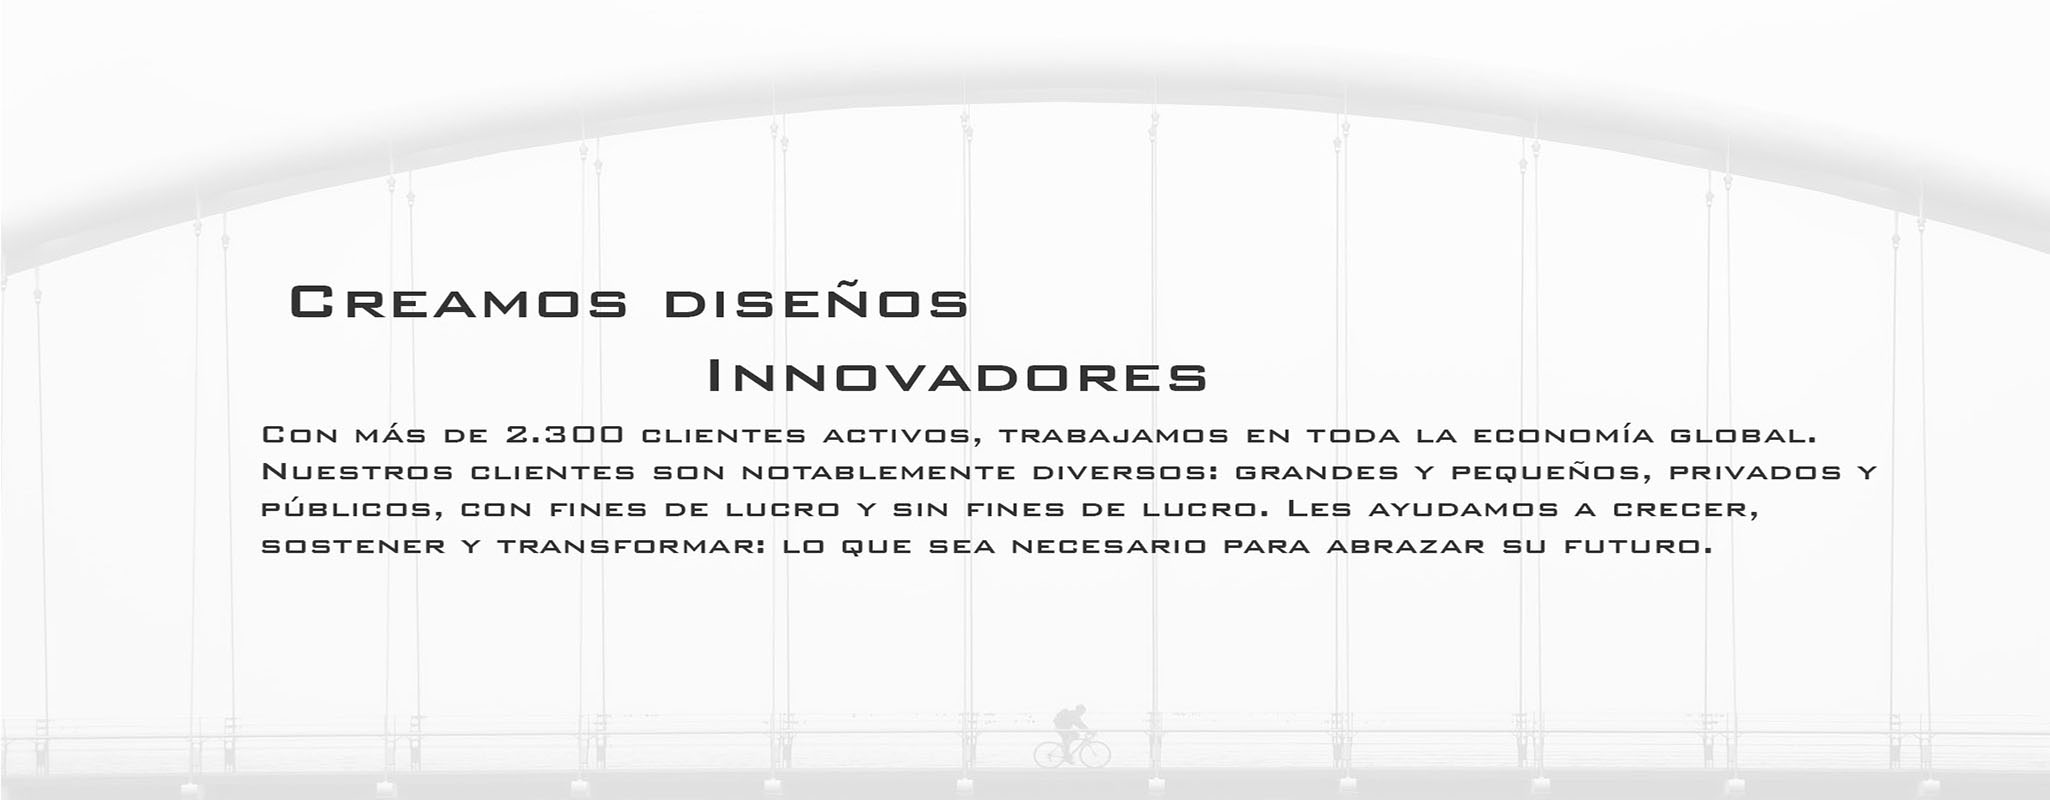 Creamos diseños
Innovadores
Con más de 2.300 clientes activos, trabajamos en toda la economía global.
Nuestros clientes son notablemente diversos: grandes y pequeños, privados y
públicos, con fines de lucro y sin fines de lucro. Les ayudamos a crecer,
sostener y transformar: lo que sea necesario para abrazar su futuro.